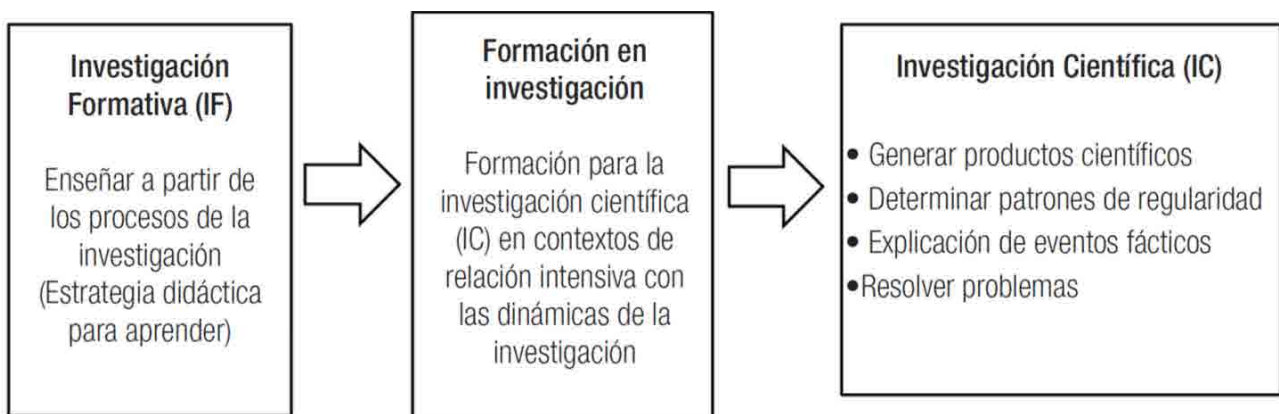 Investigación
Formativa (IF)
Enseñar a partir de
los procesos de la
investigación
(Estrategia didáctica
para aprender)
Formación en
investigación
Formación para la
investigación científica
(IC) en contextos de
relación intensiva con
las dinámicas de la
investigación
Investigación Científica (IC)
• Generar productos científicos
• Determinar patrones de regularidad
• Explicación de eventos fácticos
•Resolver problemas